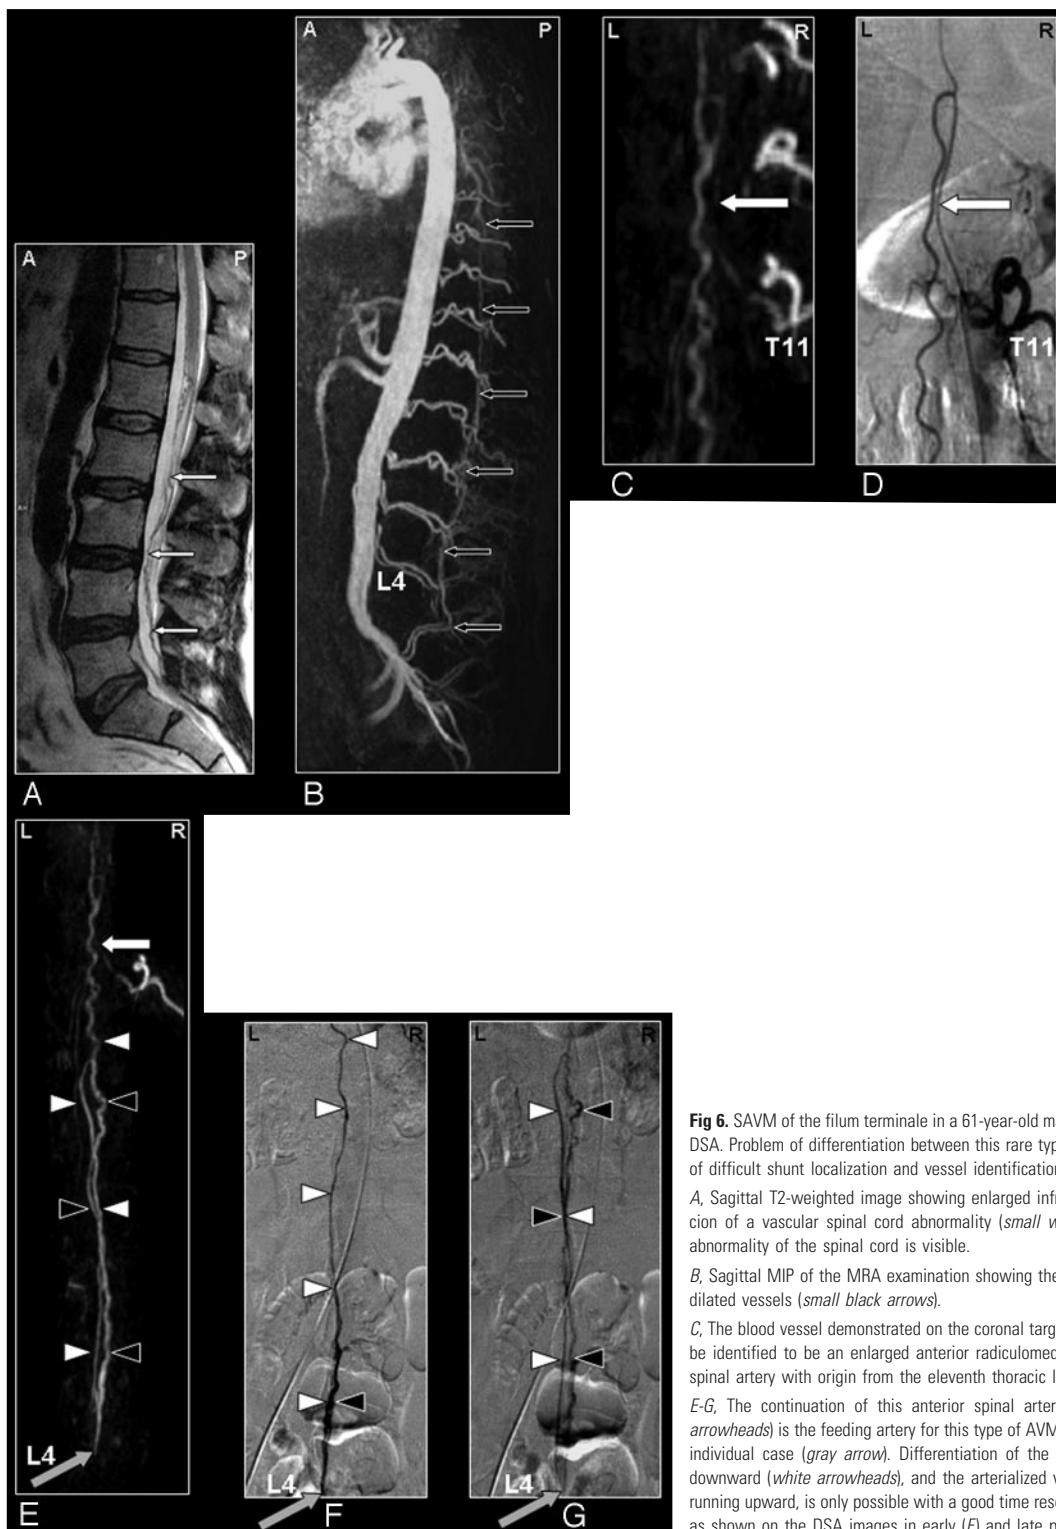 A P
A
A P
L4
B
L R
T11
C
L R
T11
D
L R
L4
E
L R
L4
F
L R
L4
G
Fig 6. SAVM of the filum terminale in a 61-year-old
DSA. Problem of differentiation between this rare
of difficult shunt localization and vessel identification
A, Sagittal T2-weighted image showing enlarged
cion of a vascular spinal cord abnormality (small
abnormality of the spinal cord is visible.
B, Sagittal MIP of the MRA examination showing the
dilated vessels (small black arrows).
C, The blood vessel demonstrated on the coronal
be identified to be an enlarged anterior
spinal artery with origin from the eleventh thoracic
E-G, The continuation of this anterior spinal
arrowheads) is the feeding artery for this type of AVM
individual case (gray arrow). Differentiation of the
downward (white arrowheads), and the arterialized
running upward, is only possible with a good time
as shown on the DSA images in early (F) and late